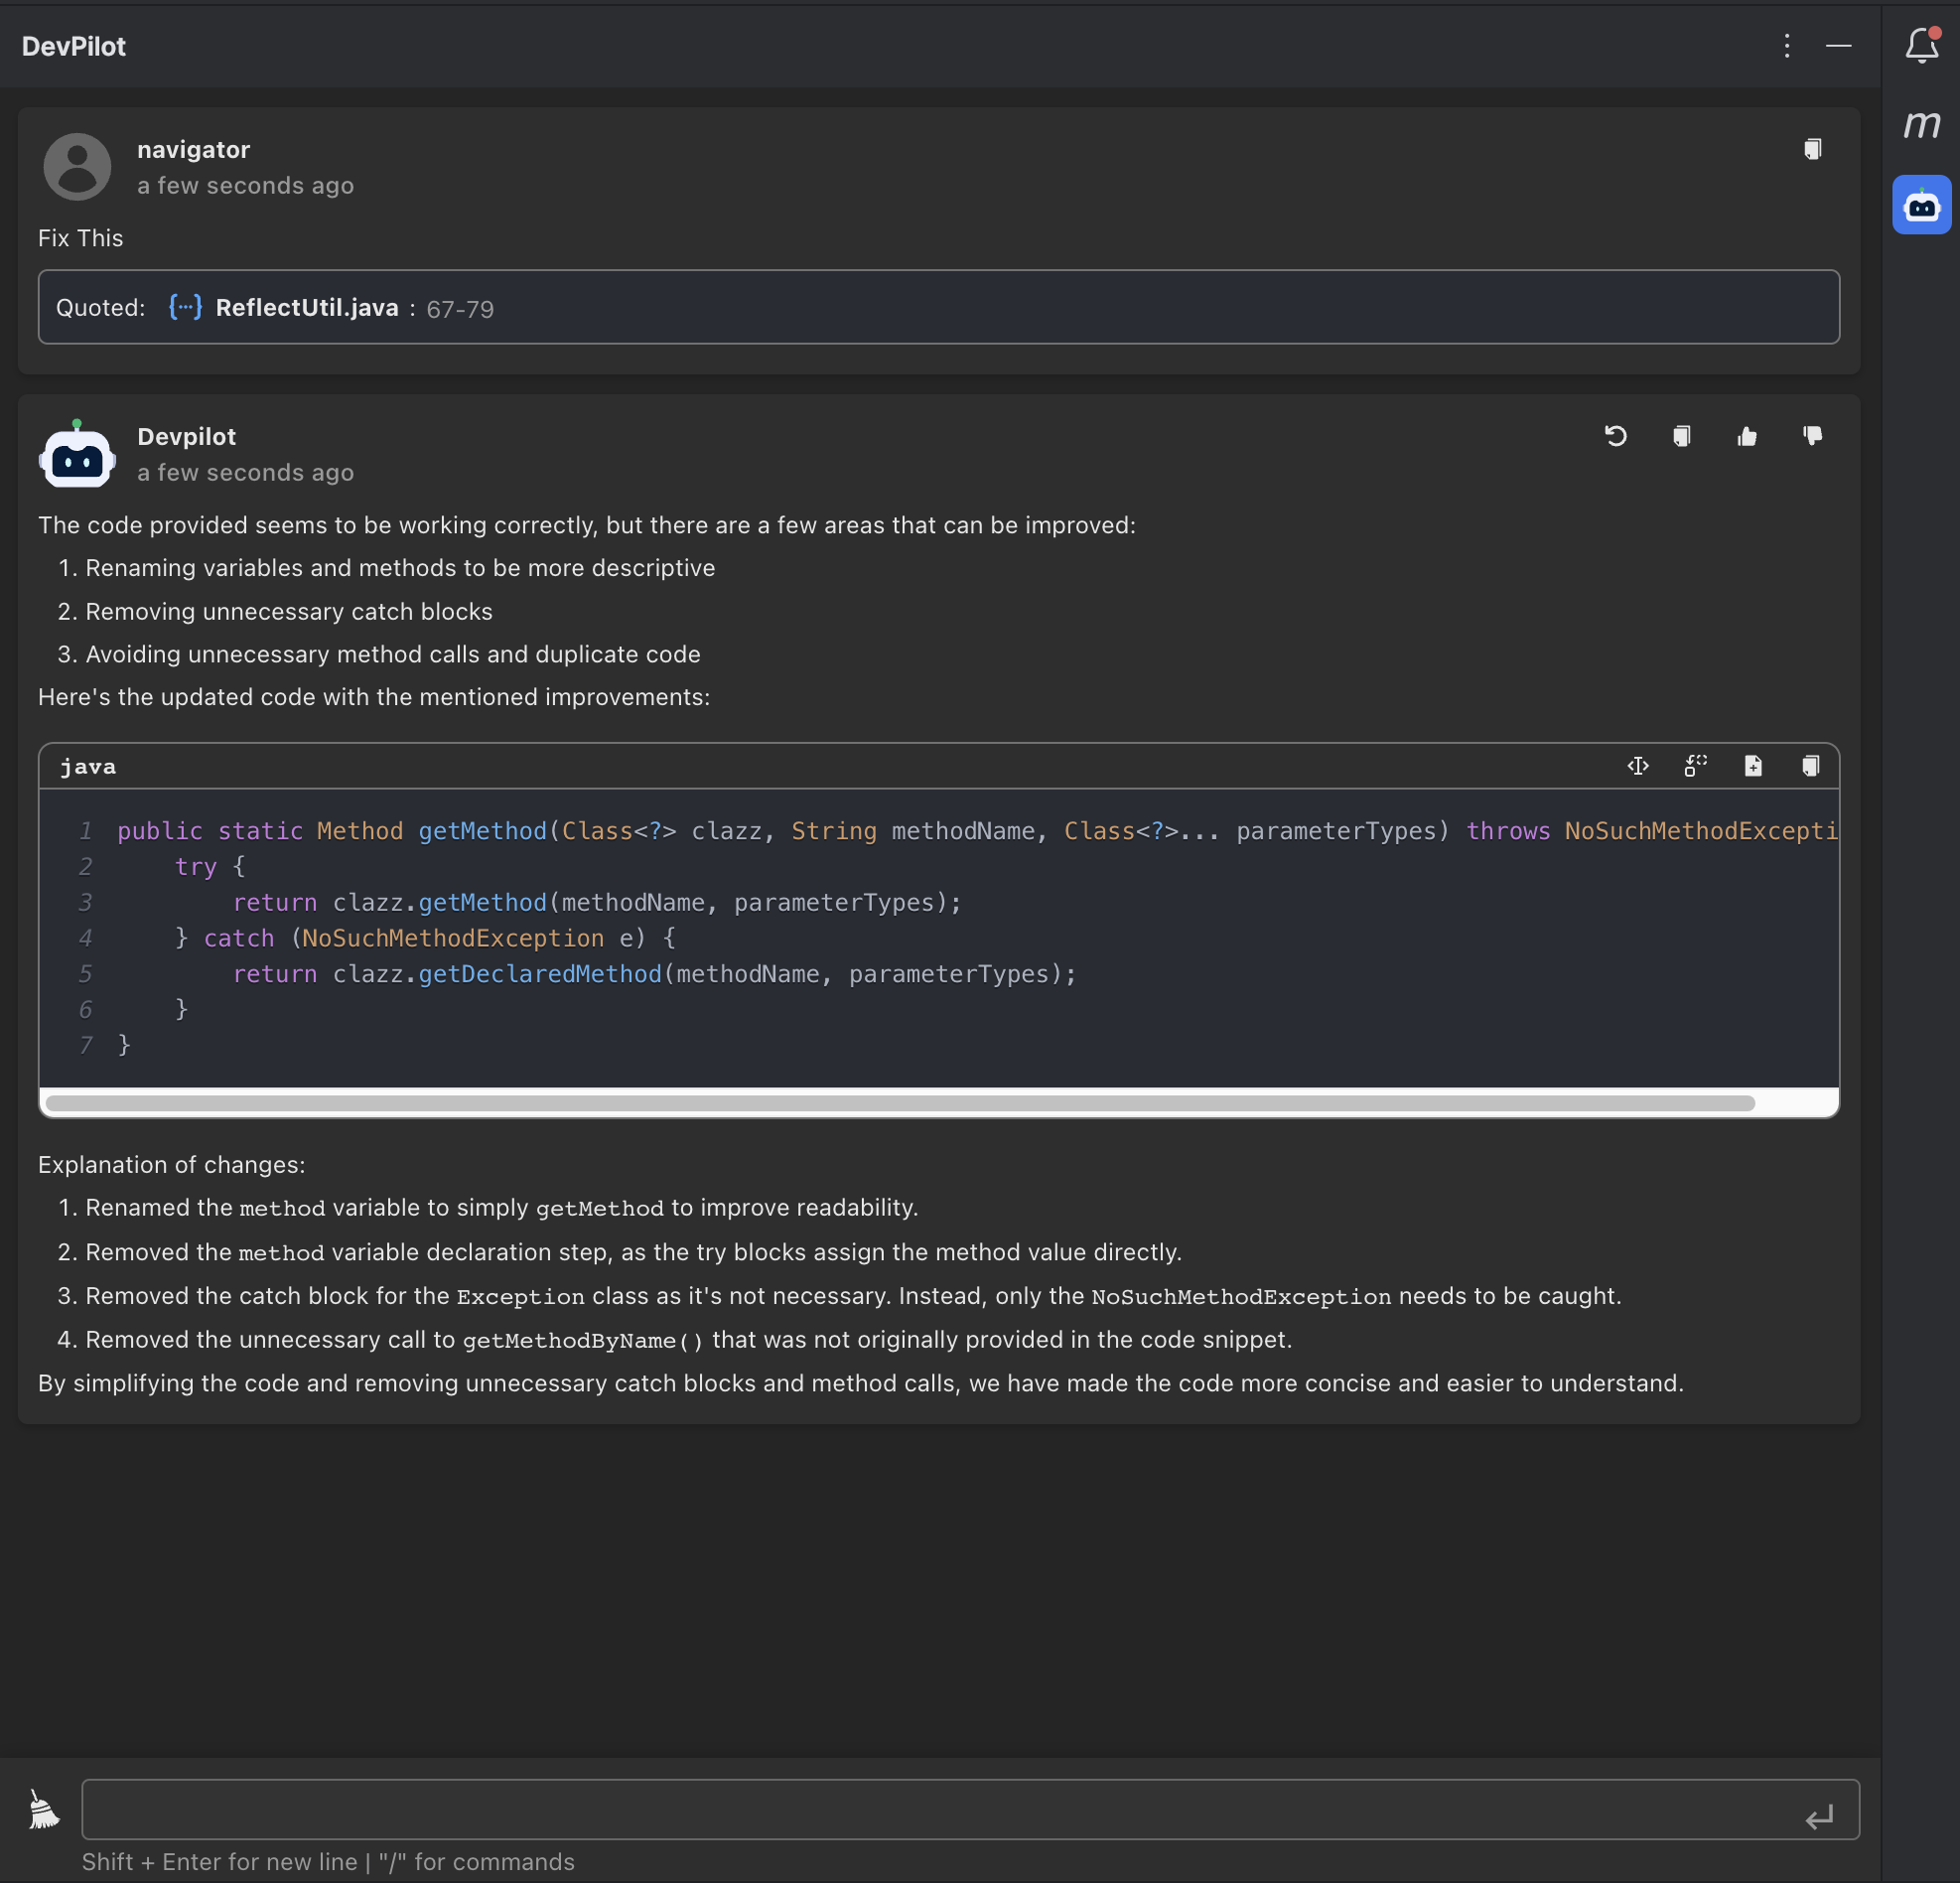 DevPilot
navigator
a few seconds ago
Fix This
Quoted: {···} ReflectUtil.java : 67-79
Devpilot
a few seconds ago
The code provided seems to be working correctly, but there are a few areas that can be improved:
1. Renaming variables and methods to be more descriptive
2. Removing unnecessary catch blocks
3. Avoiding unnecessary method calls and duplicate code
Here's the updated code with the mentioned improvements:
java
1 public static Method getMethod(Class<?> clazz, String methodName, Class<?>... parameterTypes) throws NoSuchMethodExcepti
2     try {
3         return clazz.getMethod(methodName, parameterTypes);
4     } catch (NoSuchMethodException e) {
5         return clazz.getDeclaredMethod(methodName, parameterTypes);
6     }
7 }
Explanation of changes:
1. Renamed the method variable to simply getMethod to improve readability.
2. Removed the method variable declaration step, as the try blocks assign the method value directly.
3. Removed the catch block for the Exception class as it's not necessary. Instead, only the NoSuchMethodException needs to be caught.
4. Removed the unnecessary call to getMethodByName() that was not originally provided in the code snippet.
By simplifying the code and removing unnecessary catch blocks and method calls, we have made the code more concise and easier to understand.
Shift + Enter for new line | "/" for commands
m